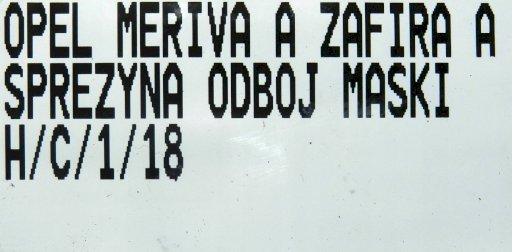 OPEL MERIVA A ZAFIRA A
SPREZYNA ODBOJ MASKI
H/C/1/18